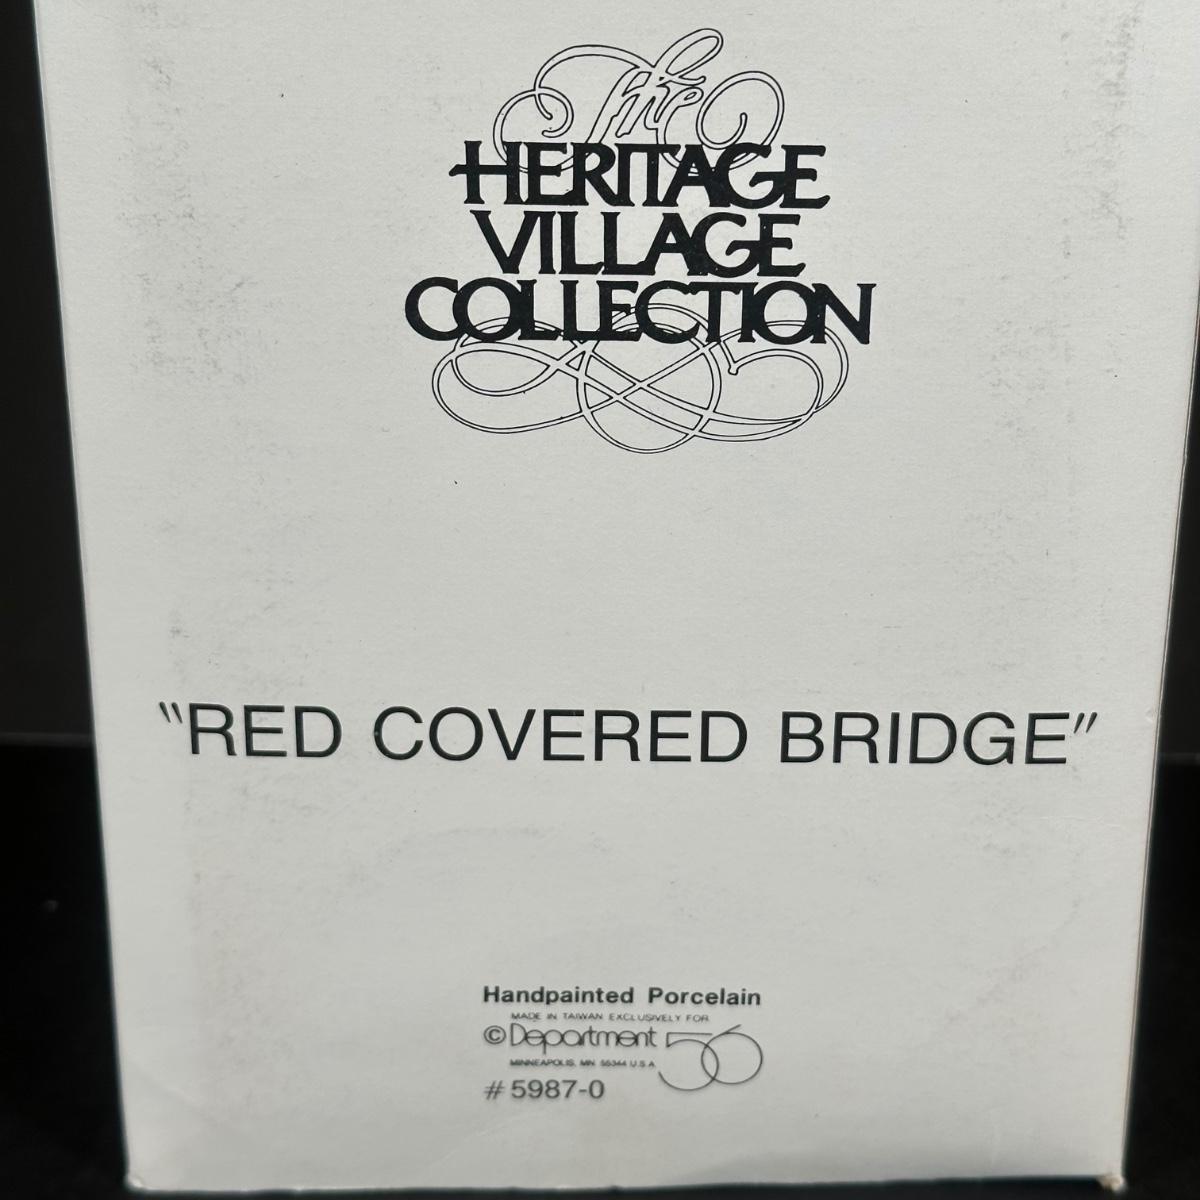 The
HERITAGE
VILLAGE
COLLECTION
"RED COVERED BRIDGE"
Handpainted Porcelain
MADE IN TAIWAN EXCLUSIVELY FOR
© Department 56
MINNEAPOLIS, MN 55344 U.S.A.
# 5987-0